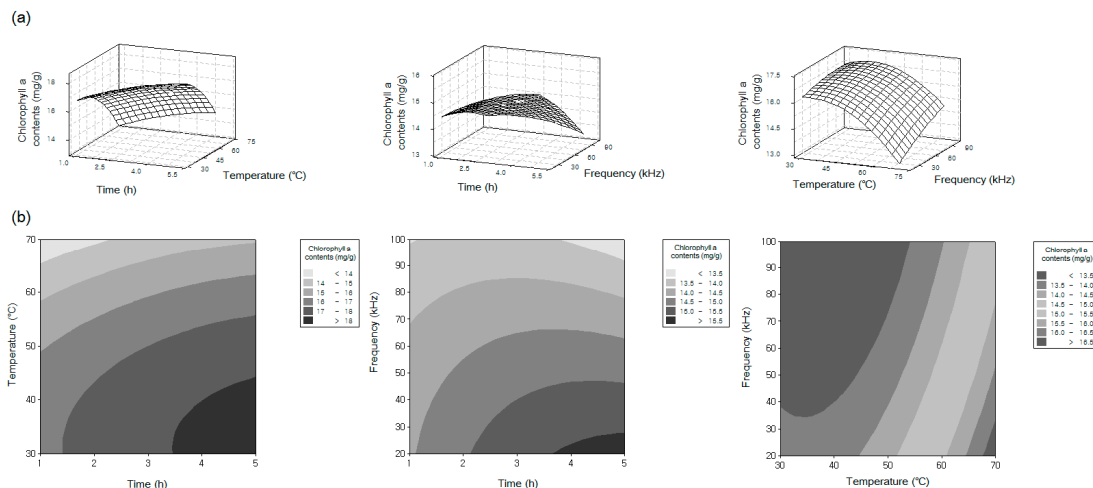 (a)
Chlorophyll a
contents (mg/g)
18
16
14
1.0
2.5
4.0
5.5
Time (h)
30
45
60
75
Temperature (℃)
Chlorophyll a
contents (mg/g)
16
15
14
13
1.0
2.5
4.0
5.5
Time (h)
30
60
90
Frequency (kHz)
Chlorophyll a
contents (mg/g)
17.5
16.0
14.5
13.0
30
45
60
75
Temperature (℃)
30
60
90
Frequency (kHz)
(b)
Temperature (℃)
70
60
50
40
30
1
2
3
4
5
Time (h)
Chlorophyll a
contents (mg/g)
< 14
14 – 15
15 – 16
16 – 17
17 – 18
> 18
Frequency (kHz)
100
90
80
70
60
50
40
30
20
1
2
3
4
5
Time (h)
Chlorophyll a
contents (mg/g)
< 13.5
13.5 – 14.0
14.0 – 14.5
14.5 – 15.0
15.0 – 15.5
> 15.5
Frequency (kHz)
100
90
80
70
60
50
40
30
20
30
40
50
60
70
Temperature (℃)
Chlorophyll a
contents (mg/g)
< 13.5
13.5 – 14.0
14.0 – 14.5
14.5 – 15.0
15.0 – 15.5
15.5 – 16.0
16.0 – 16.5
> 16.5